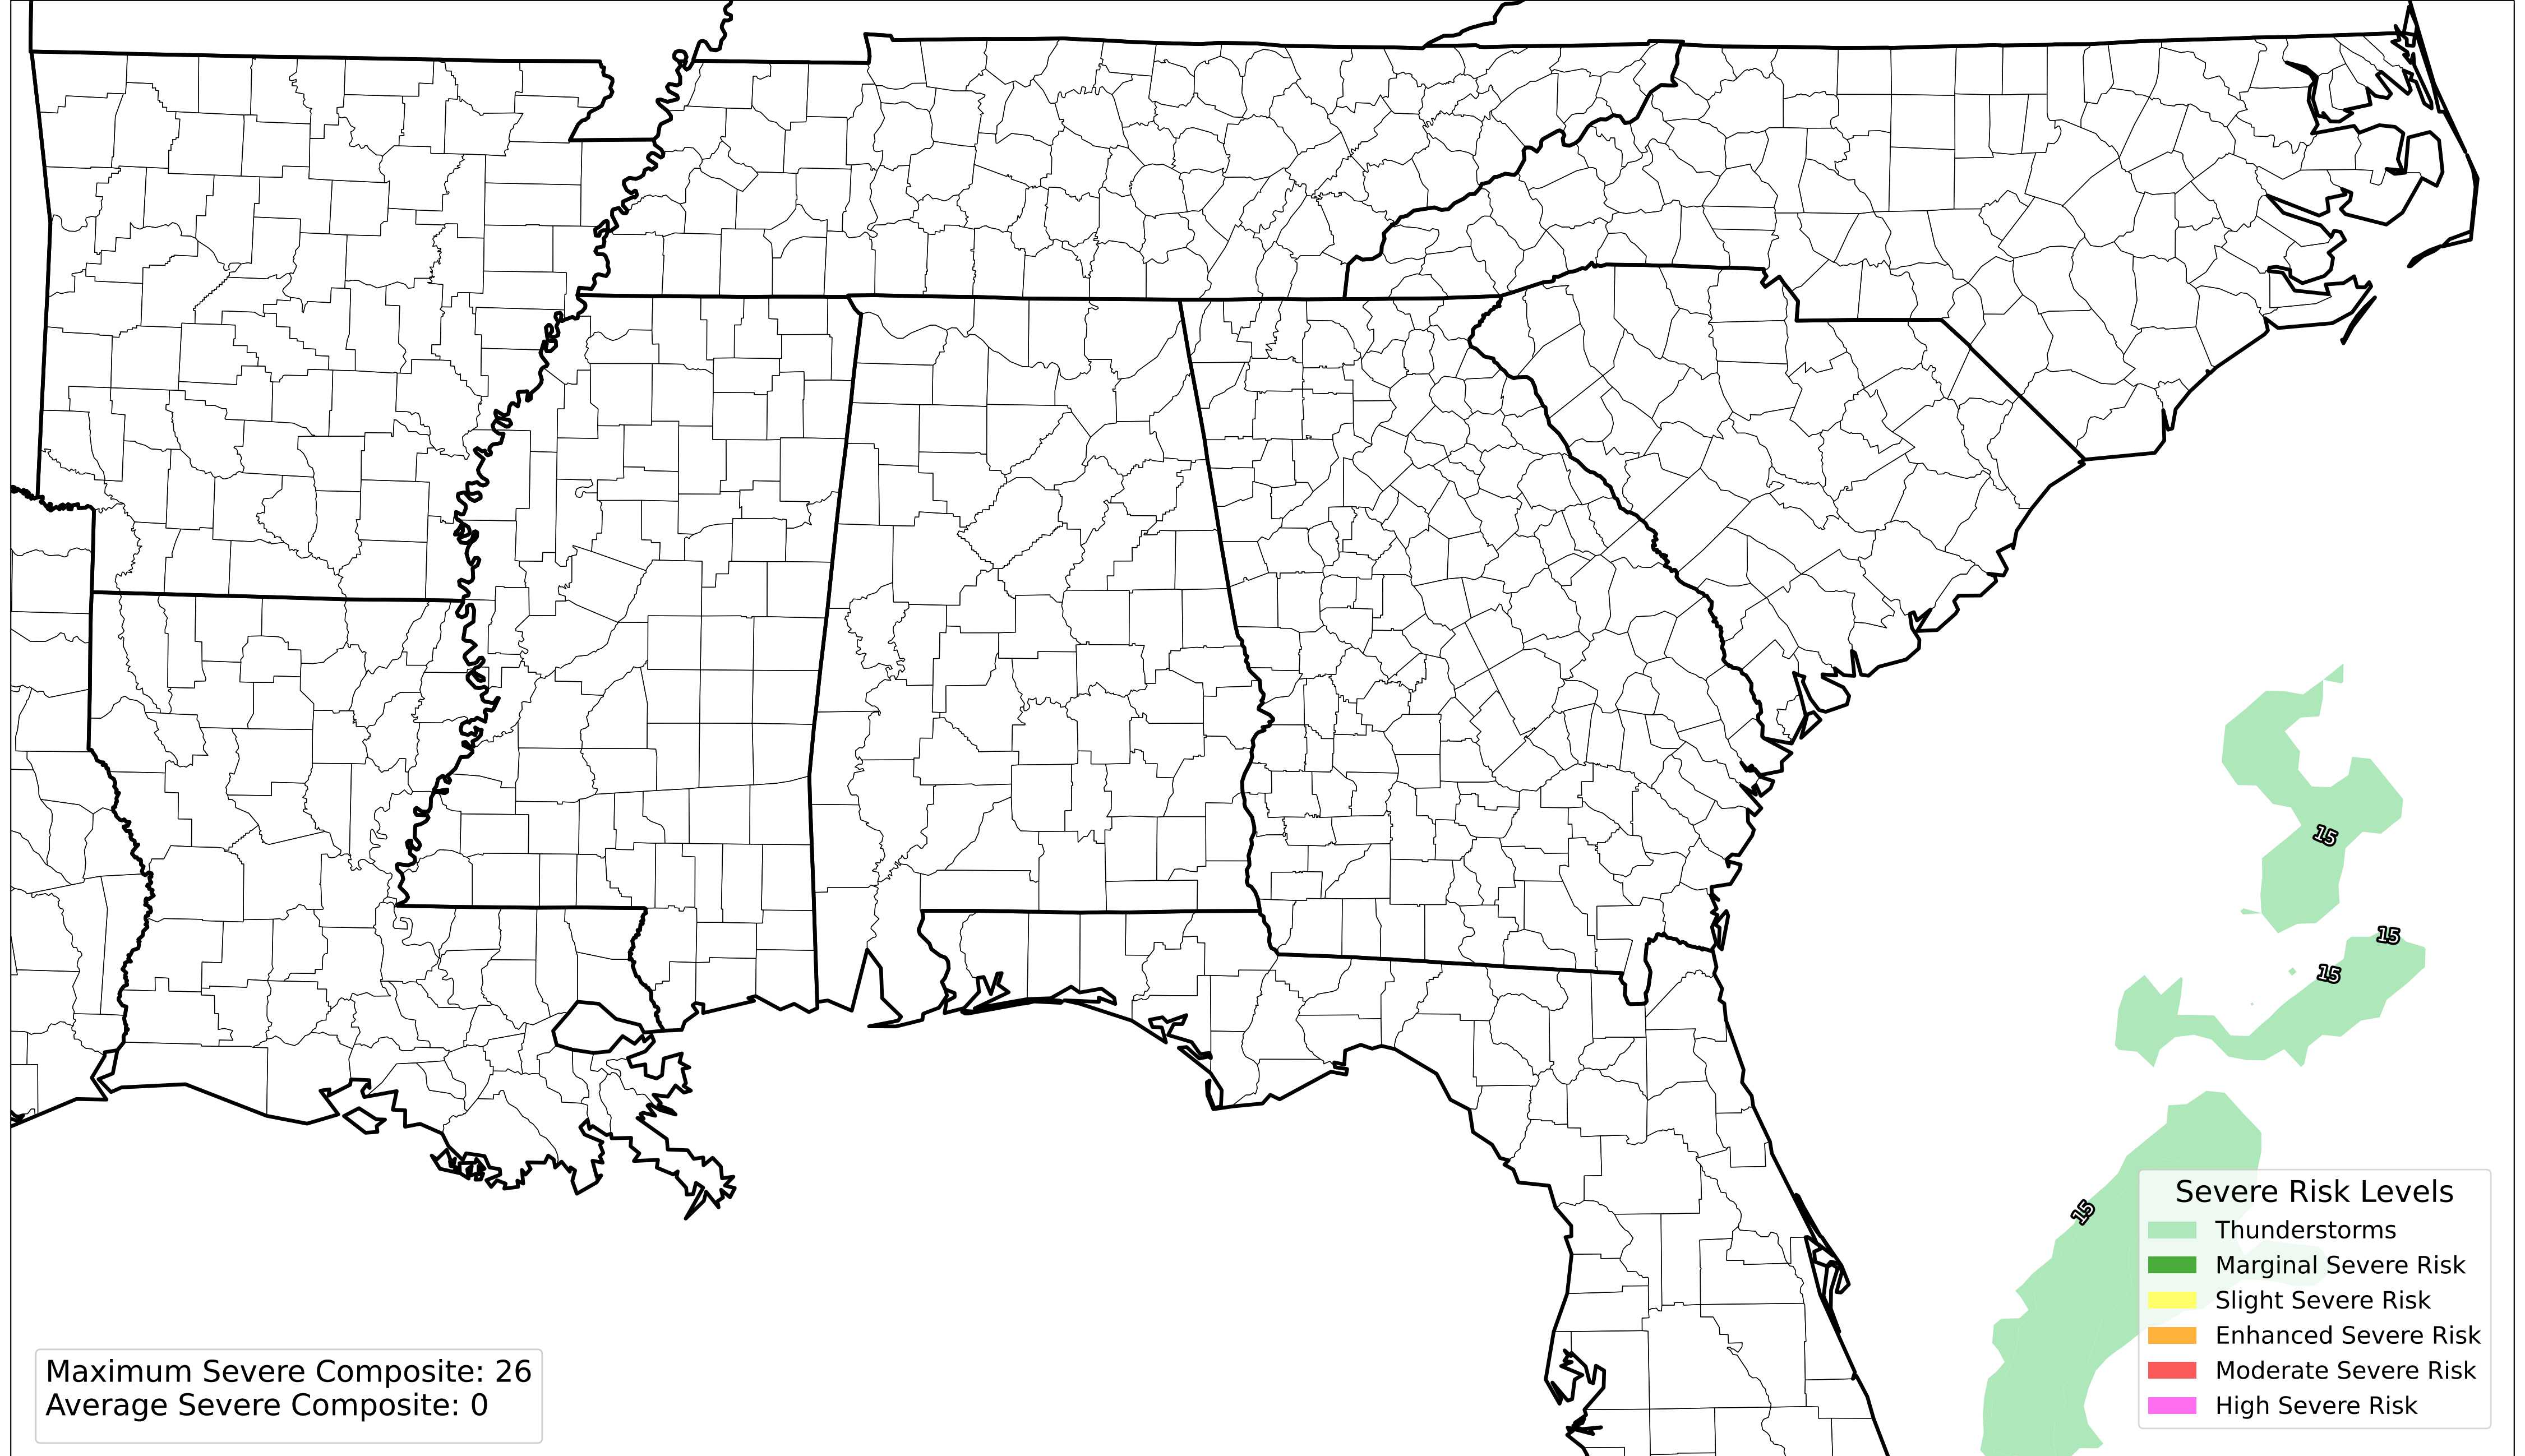 15
15
15
15
Severe Risk Levels
Thunderstorms
Marginal Severe Risk
Slight Severe Risk
Enhanced Severe Risk
Moderate Severe Risk
High Severe Risk
Maximum Severe Composite: 26
Average Severe Composite: 0